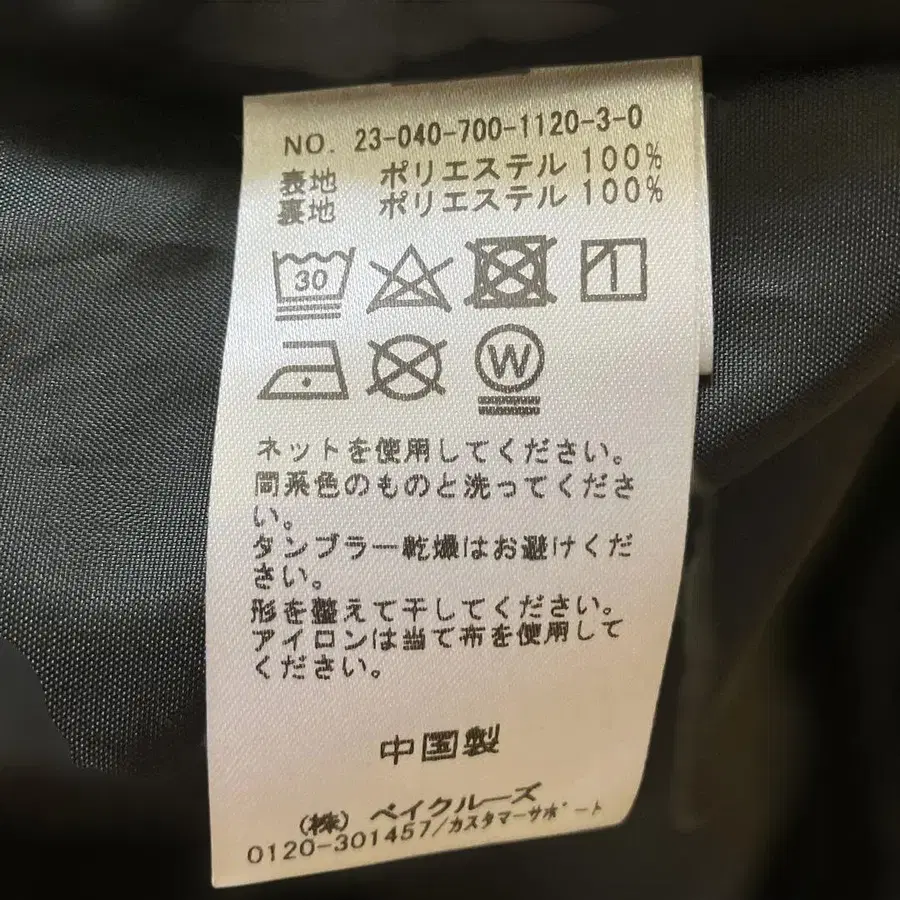 NO. 23-040-700-1120-3-0
表地 ポリエステル 100%
裏地 ポリエステル 100%
30
W
ネットを使用してください。
同系色のものと洗ってくださ
い。
タンブラー乾燥はお避けくだ
さい。
形を整えて干してください。
アイロンは当て布を使用して
ください。
中国製
(株) ベイクルーズ
0120-301457/カスタマーサポート